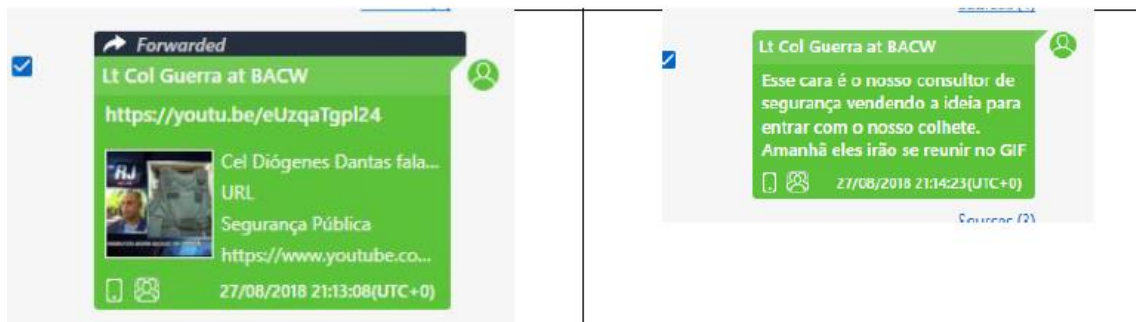 Forwarded
Lt Col Guerra at BACW
https://youtu.be/eUzqaTgpl24
Cel Diógenes Dantas fala...
URL
Segurança Pública
https://www.youtube.co...
RJ
27/08/2018 21:13:08(UTC+0)
Lt Col Guerra at BACW
Esse cara é o nosso consultor de
segurança vendendo a ideia para
entrar com o nosso colhete.
Amanhã eles irão se reunir no GIF
27/08/2018 21:14:23(UTC+0)
Sources (3)